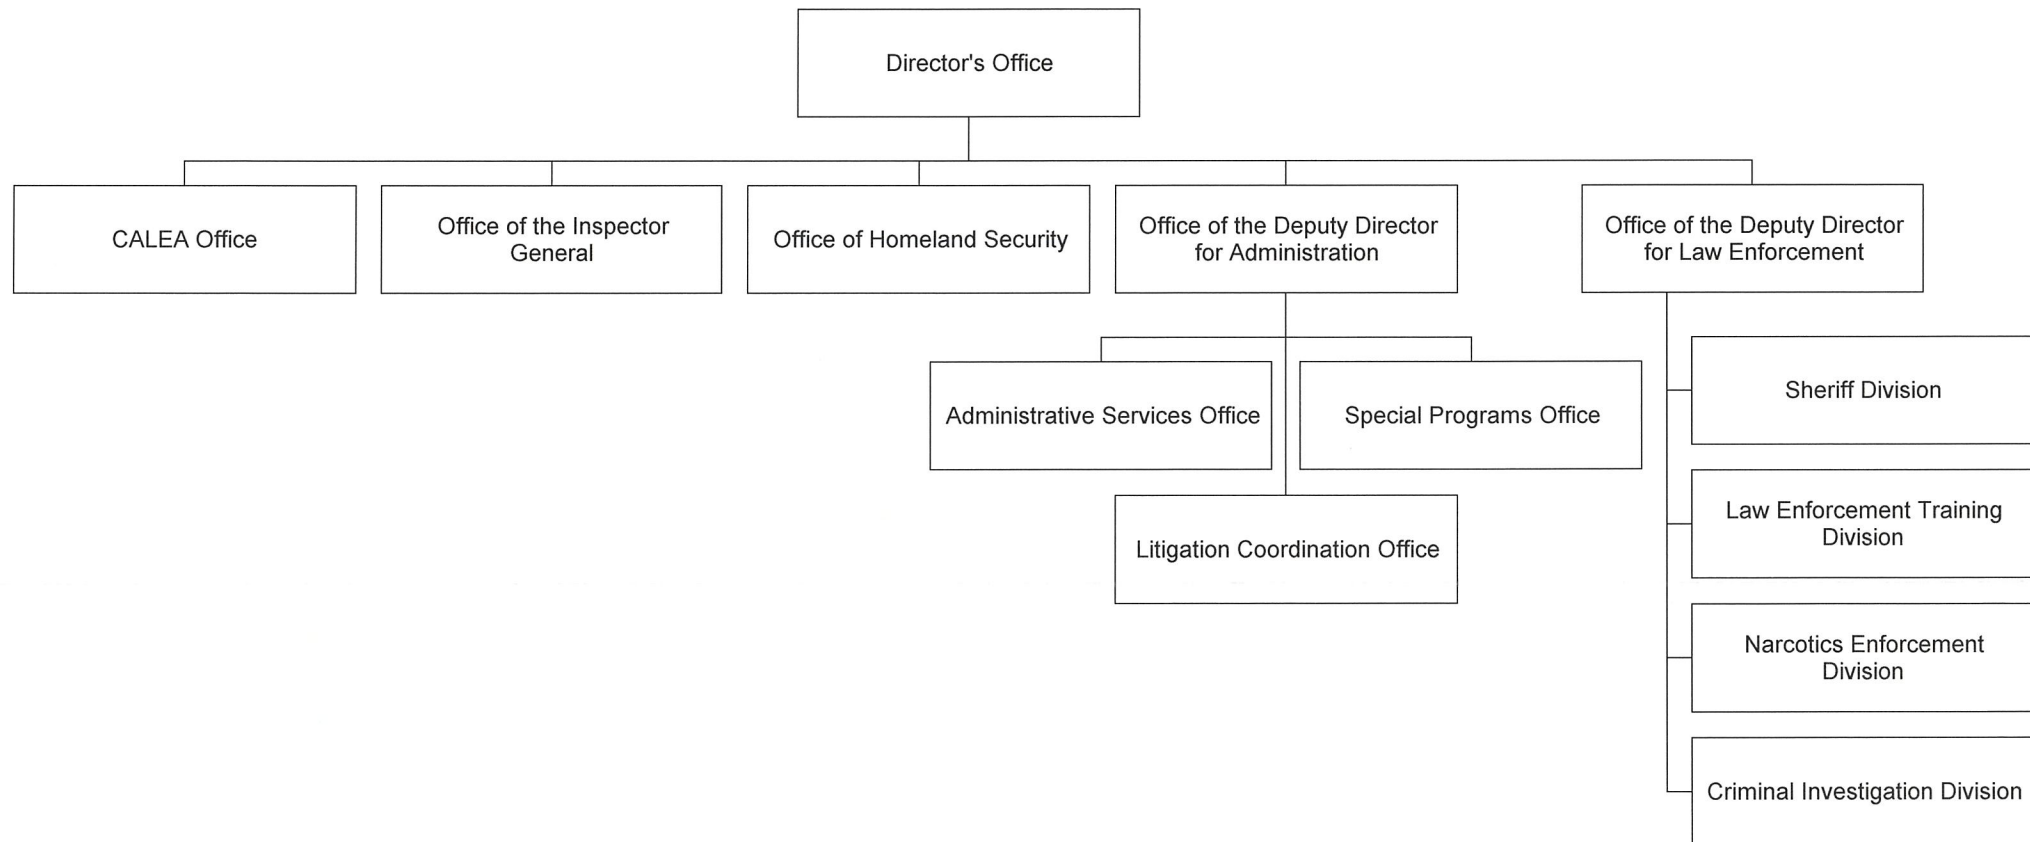 Director's Office
CALEA Office
Office of the Inspector
General
Office of Homeland Security
Office of the Deputy Director
for Administration
Office of the Deputy Director
for Law Enforcement
Administrative Services Office
Special Programs Office
Litigation Coordination Office
Sheriff Division
Law Enforcement Training
Division
Narcotics Enforcement
Division
Criminal Investigation Division